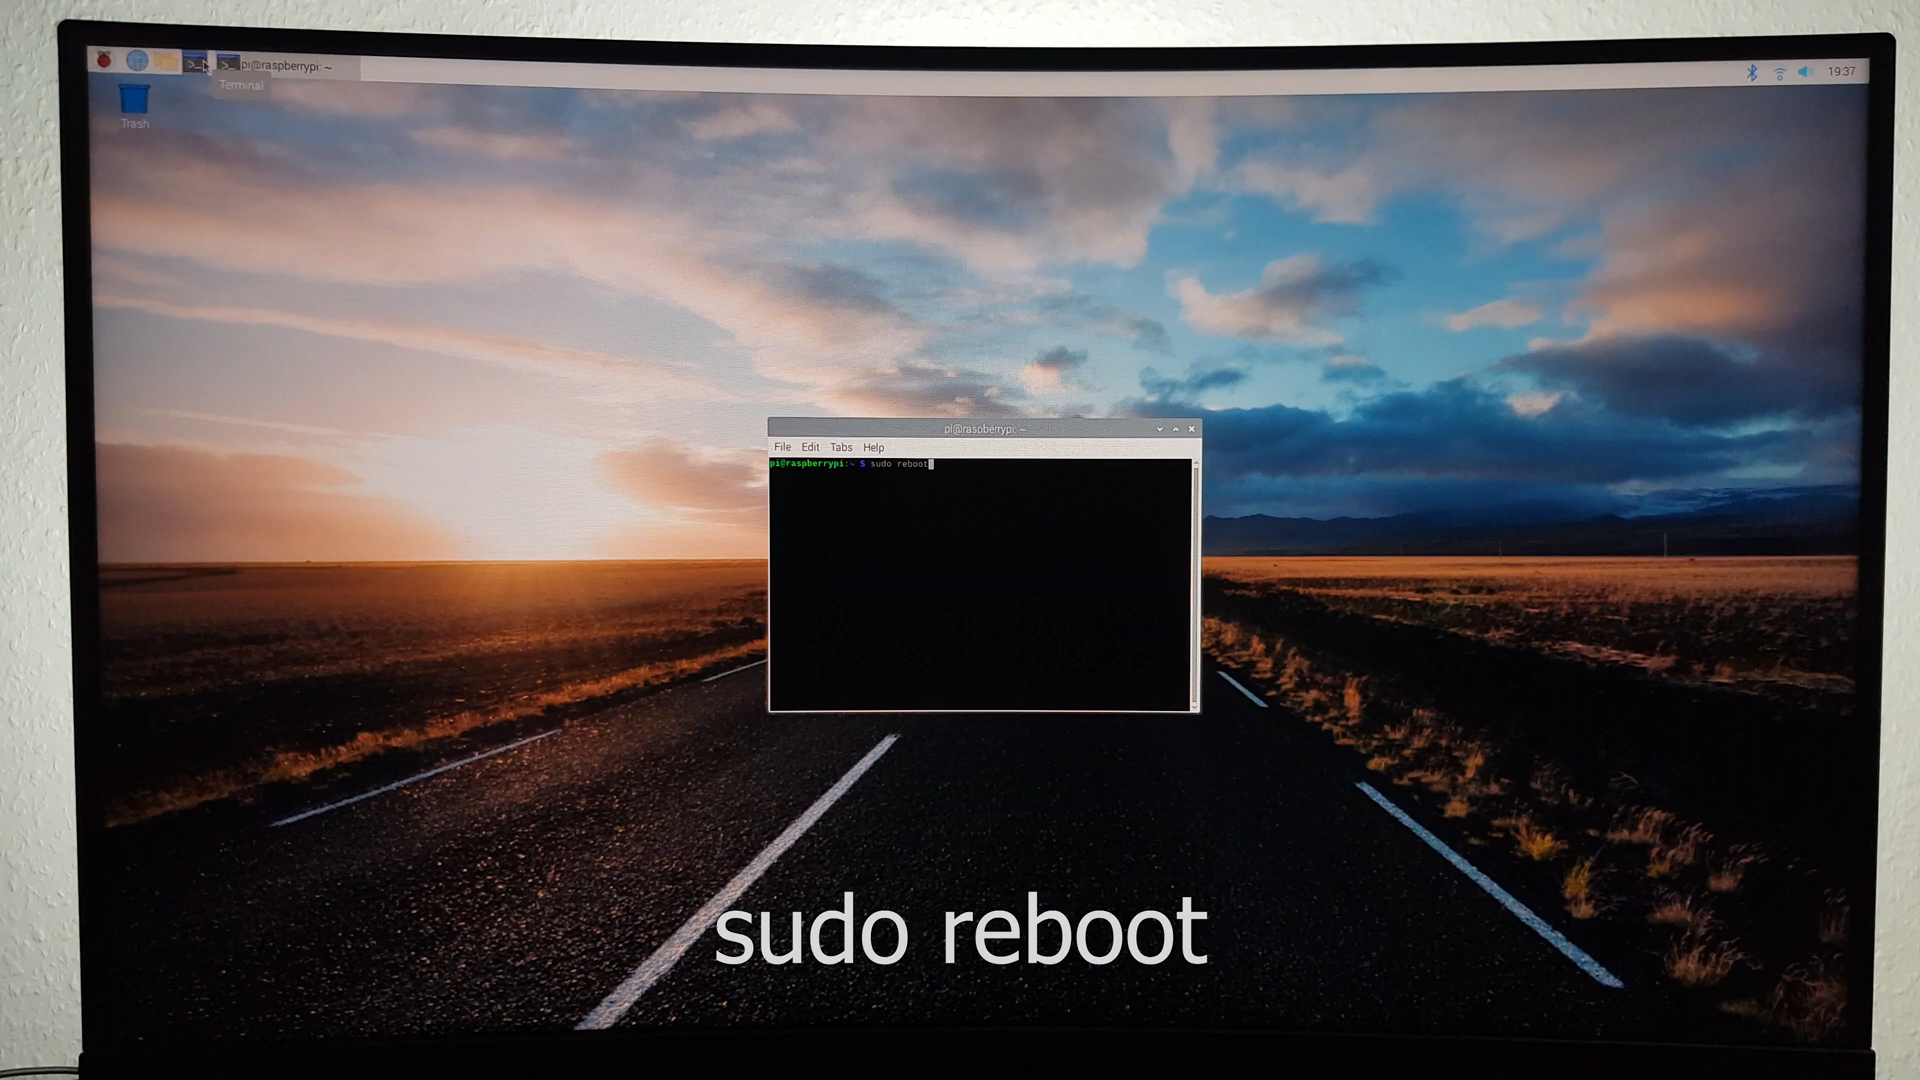 >_ >_ pi@raspberrypi: ~
19:37
Terminal
Trash
pi@raspberrypi: ~
File Edit Tabs Help
pi@raspberrypi:~ $ sudo reboot
sudo reboot